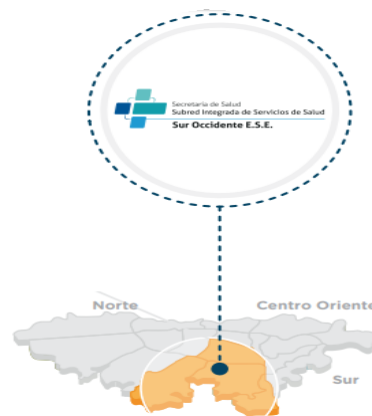 Secretaría de Salud
Subred Integrada de Servicios de Salud
Sur Occidente E.S.E.
Norte
Centro Oriente
Sur